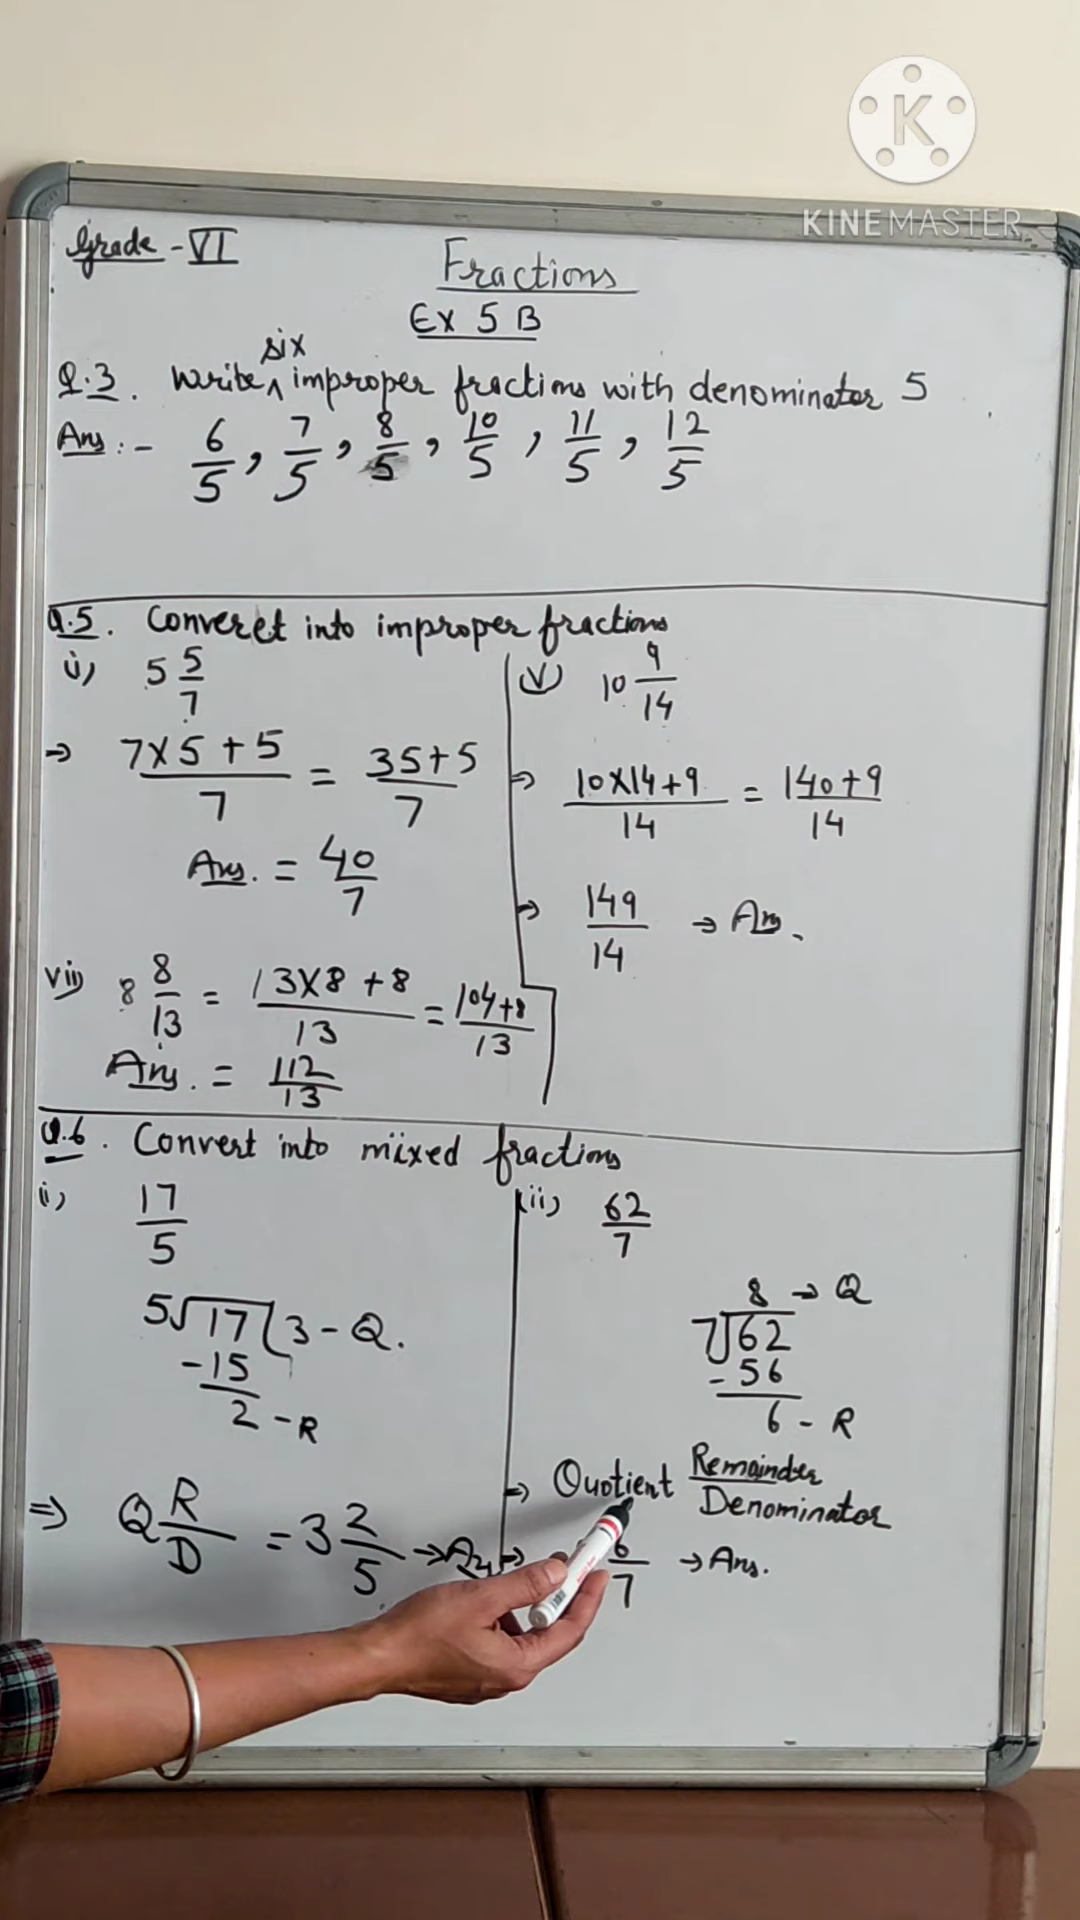 K
KINEMASTER
Grade - VI
Fractions
Ex 5 B
Q.3. Write ^ six improper fractions with denominator 5
Ans:- 6/5, 7/5, 8/5, 10/5, 11/5, 12/5
Q.5. Converet into improper fractions
i) 5 5/7
⇒ 7×5+5/7 = 35+5/7
Ans. = 40/7
(V) 10 9/14
⇒ 10×14+9/14 = 140+9/14
⇒ 149/14 → Ans.
vii) 8 8/13 = 13×8+8/13 = 104+8/13
Ans. = 112/13
Q.6. Convert into miixed fractions
i) 17/5
5√17(3 - Q.
-15
2 - R
⇒ Q R/D = 3 2/5 → Ans
(ii) 62/7
8 → Q
7√62
-56
6 - R
⇒ Quotient Remainder/Denominator
⇒ 6/7 → Ans.